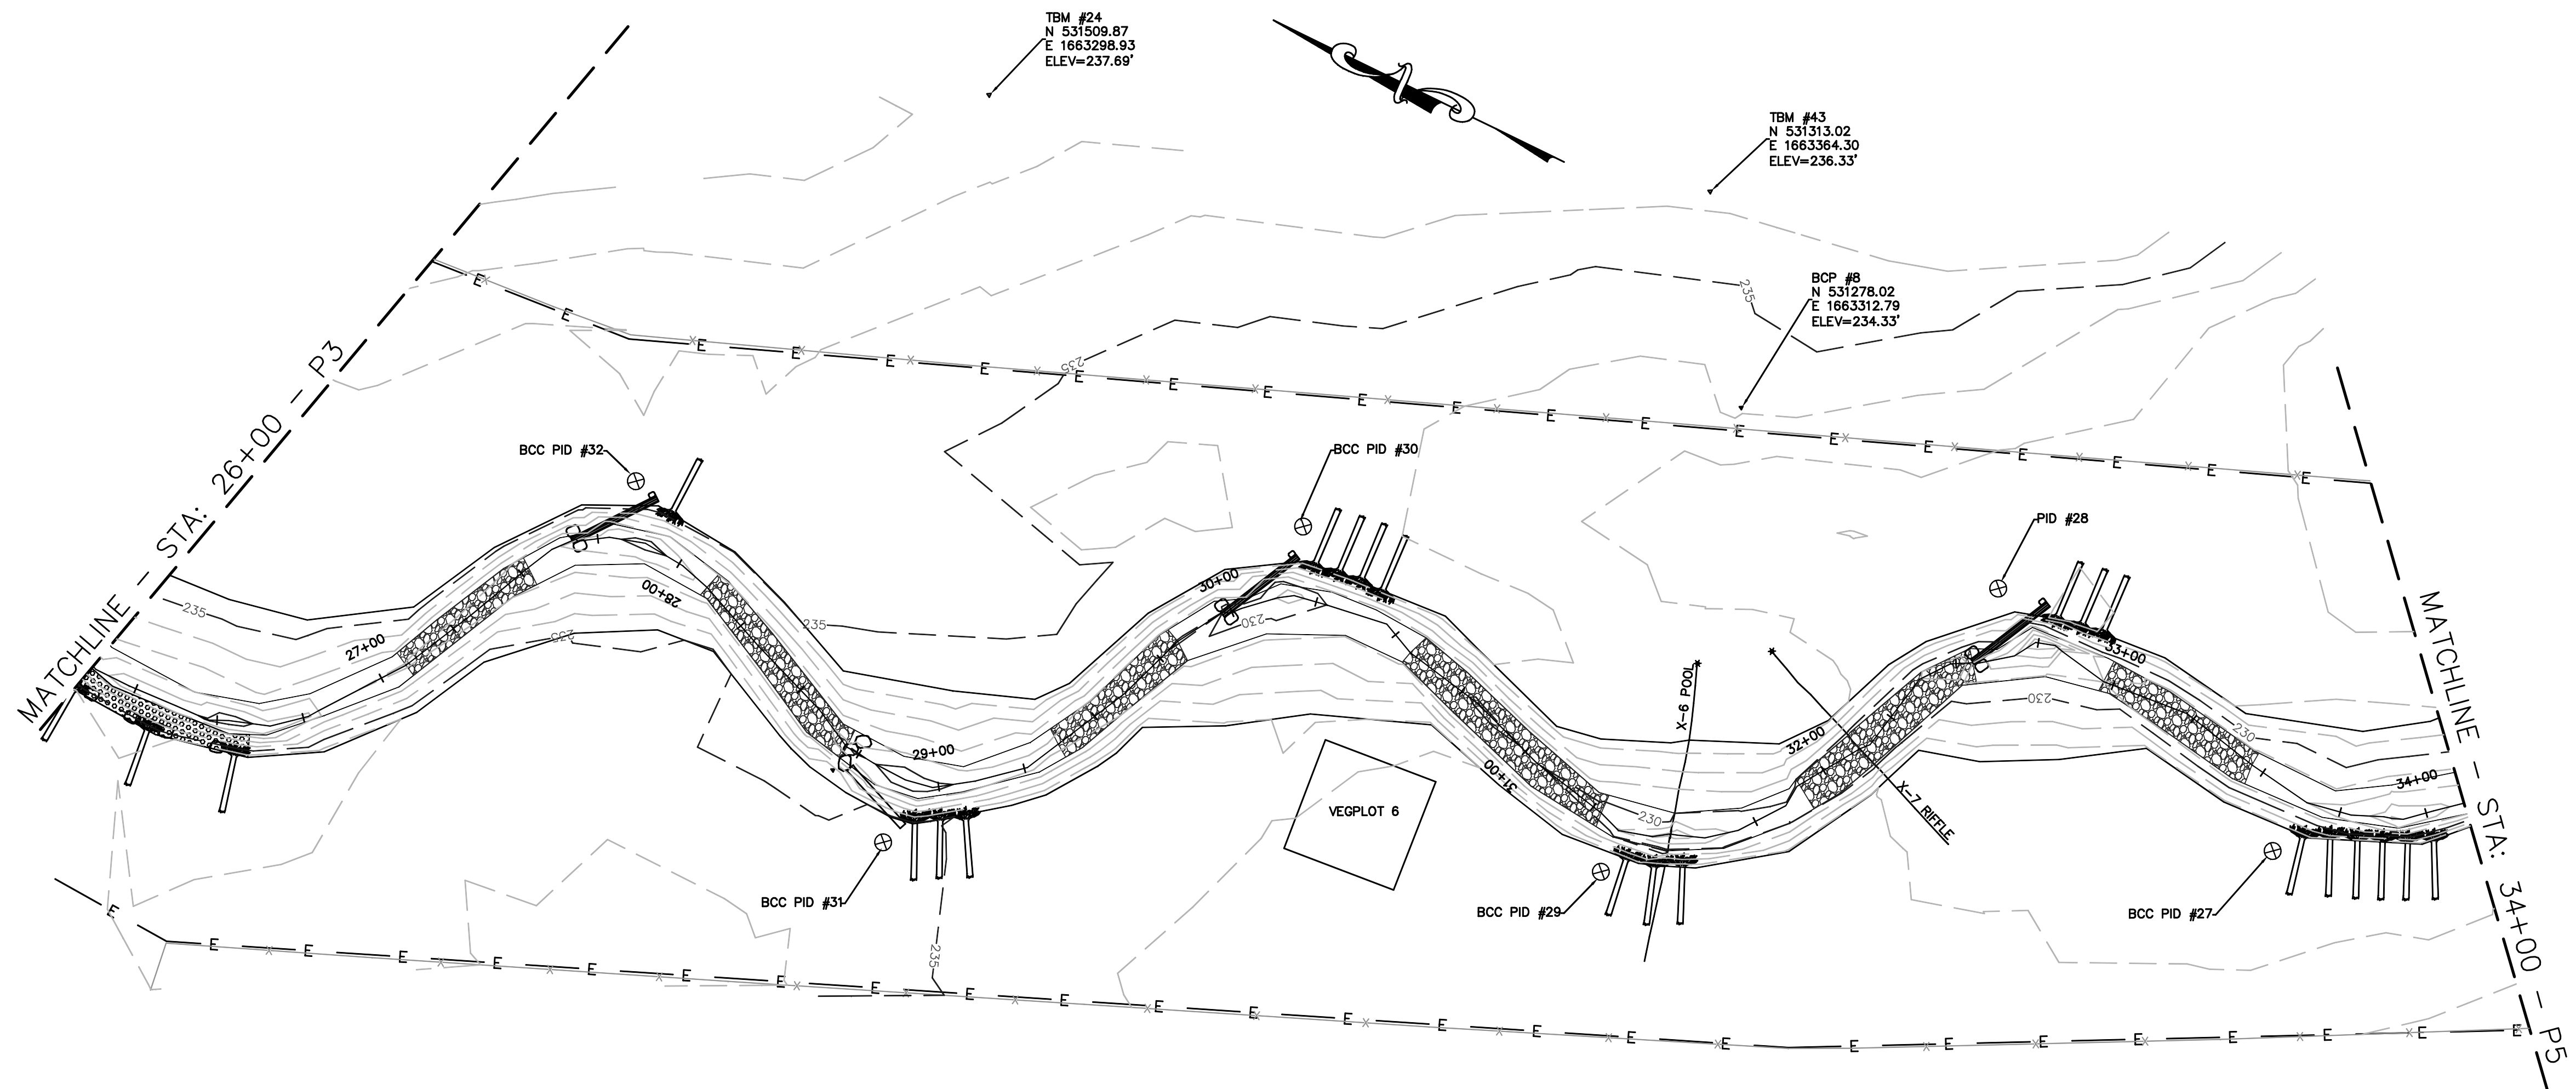 TBM #24
N 531509.87
E 1663298.93
ELEV=237.69'
TBM #43
N 531313.02
E 1663364.30
ELEV=236.33'
BCP #8
N 531278.02
E 1663312.79
ELEV=234.33'
235
235
MATCHLINE - STA: 26+00 - P3
BCC PID #32
BCC PID #30
PID #28
235
27+00
28+00
235
235
30+00
230
33+00
230
230
X-6 POOL
29+00
32+00
34+00
31+00
230
X-7 RIFFLE
VEGPLOT 6
BCC PID #31
BCC PID #29
BCC PID #27
235
MATCHLINE - STA: 34+00 - P5
E E E E E E E E E E E E E E E E E E E E
E E E E E E E E E E E E E E E E E E E E E E E E E E